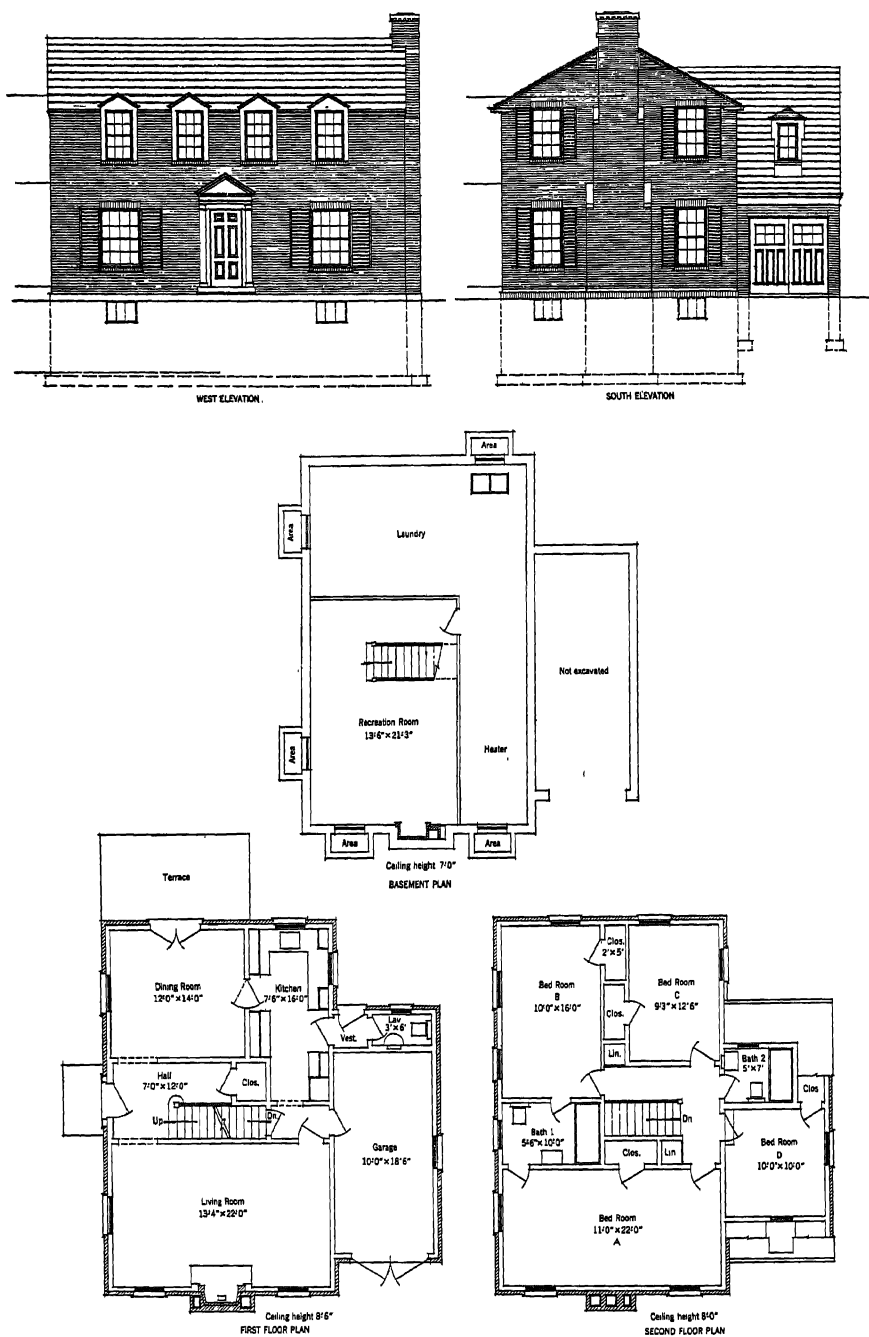 WEST ELEVATION.
SOUTH ELEVATION
Area
Area
Laundry
Not excavated
Recreation Room
13'6" × 21'3"
Heater
Area
Area
Area
Ceiling height 7'0"
BASEMENT PLAN
Terrace
Dining Room
12'0" × 14'0"
Kitchen
7'6" × 16'0"
Lav
3' × 6'
Vest.
Hall
7'0" × 12'0"
Clos.
Up
Dn.
Garage
10'0" × 18'6"
Living Room
13'4" × 22'0"
Ceiling height 8'6"
FIRST FLOOR PLAN
Clos.
2' × 5'
Bed Room
B
10'0" × 16'0"
Bed Room
C
9'3" × 12'6"
Clos.
Lin.
Bath 2
5' × 7'
Clos
Bath 1
5'6" × 10'0"
Dn
Clos.
Lin
Bed Room
D
10'0" × 10'0"
Bed Room
11'0" × 22'0"
A
Ceiling height 8'0"
SECOND FLOOR PLAN